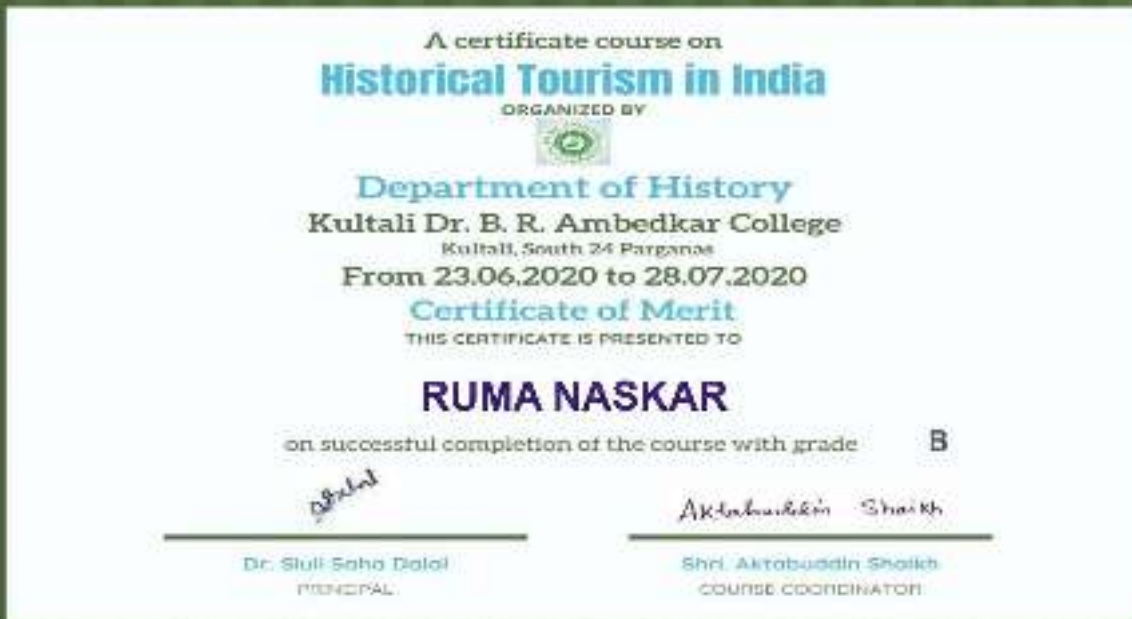 A certificate course on
Historical Tourism in India
ORGANIZED BY
Department of History
Kultali Dr. B. R. Ambedkar College
Kultali, South 24 Parganas
From 23.06.2020 to 28.07.2020
Certificate of Merit
THIS CERTIFICATE IS PRESENTED TO
RUMA NASKAR
on successful completion of the course with grade B
Aktabuddin Shaikh
Dr. Siuli Saha Dalal Shri. Aktabuddin Shaikh
PRINCIPAL COURSE COORDINATOR